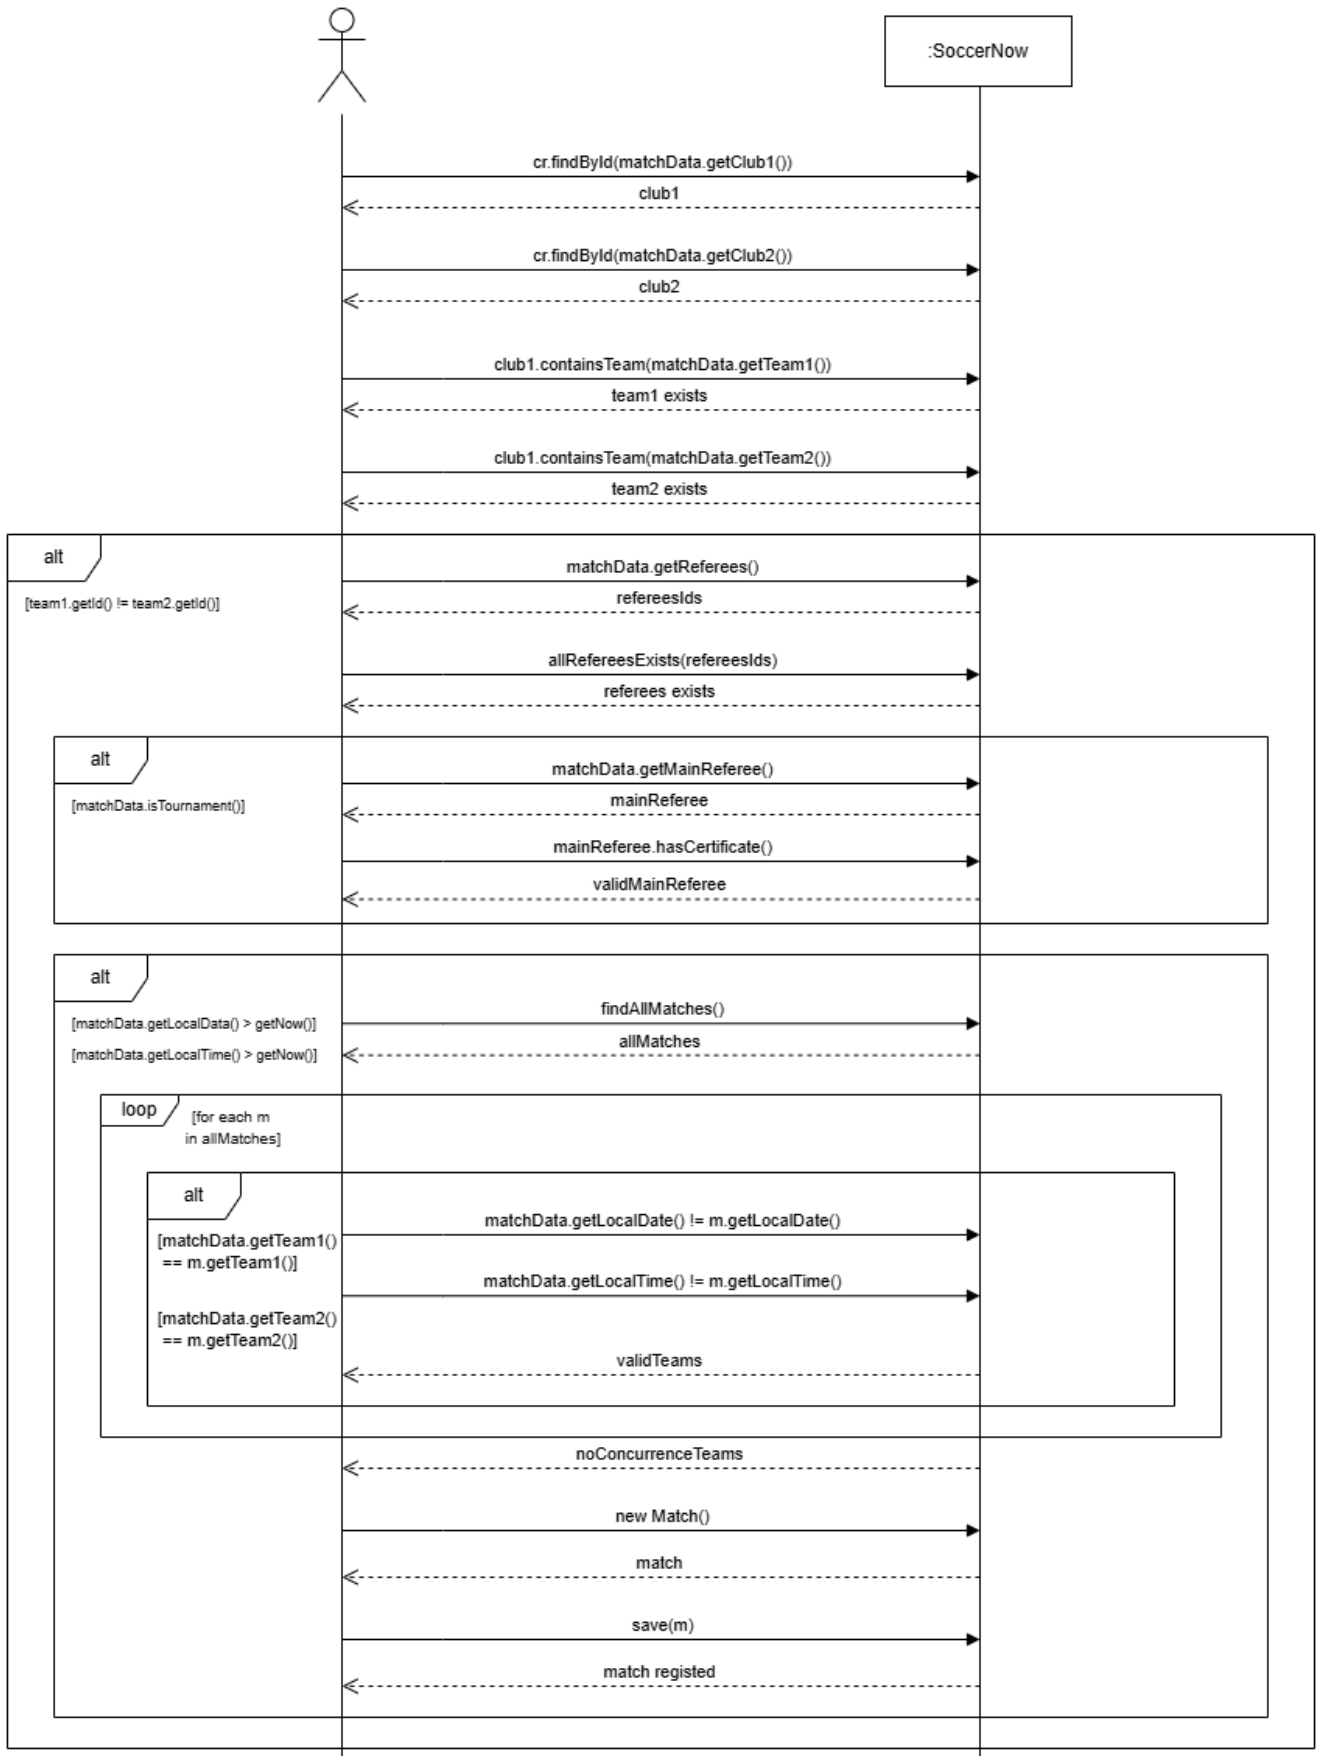 :SoccerNow
cr.findById(matchData.getClub1())
club1
cr.findById(matchData.getClub2())
club2
club1.containsTeam(matchData.getTeam1())
team1 exists
club1.containsTeam(matchData.getTeam2())
team2 exists
alt
[team1.getId() != team2.getId()]
matchData.getReferees()
refereesIds
allRefereesExists(refereesIds)
referees exists
alt
[matchData.isTournament()]
matchData.getMainReferee()
mainReferee
mainReferee.hasCertificate()
validMainReferee
alt
[matchData.getLocalData() > getNow()]
[matchData.getLocalTime() > getNow()]
findAllMatches()
allMatches
loop
[for each m
in allMatches]
alt
[matchData.getTeam1()
== m.getTeam1()]
matchData.getLocalDate() != m.getLocalDate()
matchData.getLocalTime() != m.getLocalTime()
[matchData.getTeam2()
== m.getTeam2()]
validTeams
noConcurrenceTeams
new Match()
match
save(m)
match registed